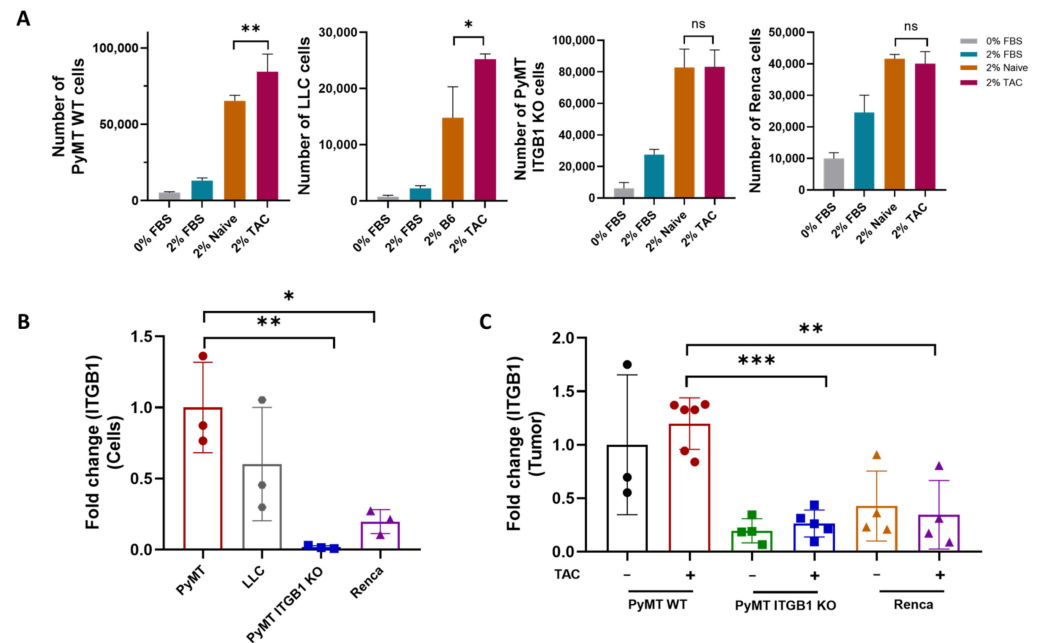 A
Number of
PyMT WT cells
100,000
50,000
0
**
0% FBS
2% FBS
2% Naive
2% TAC
Number of LLC cells
30,000
20,000
10,000
0
*
0% FBS
2% FBS
2% B6
2% TAC
Number of PyMT
ITGB1 KO cells
100,000
80,000
60,000
40,000
20,000
0
ns
0% FBS
2% FBS
2% Naive
2% TAC
Number of Renca cells
50,000
40,000
30,000
20,000
10,000
0
ns
0% FBS
2% FBS
2% Naive
2% TAC
0% FBS
2% FBS
2% Naive
2% TAC
B
Fold change (ITGB1)
(Cells)
1.5
1.0
0.5
0.0
*
**
PyMT
LLC
PyMT ITGB1 KO
Renca
C
Fold change (ITGB1)
(Tumor)
2.0
1.5
1.0
0.5
0.0
**
***
TAC – + – + – +
PyMT WT PyMT ITGB1 KO Renca